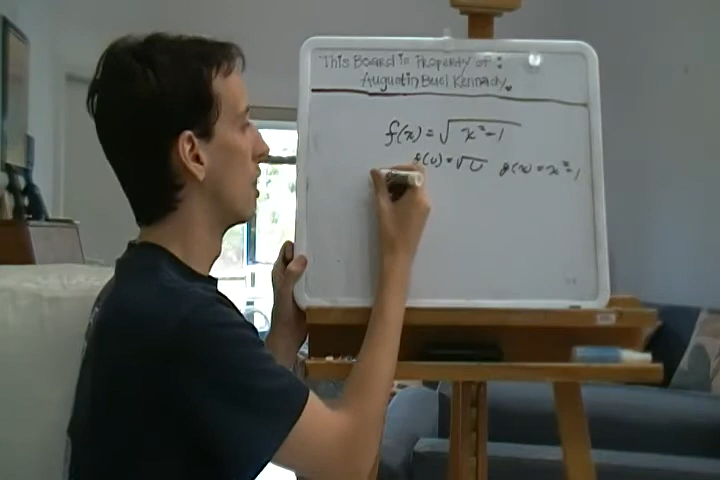 This Board is Property of :
Augustin Buel Kennady.
f(x) = √x²-1
f(u) = √u g(x) = x²-1